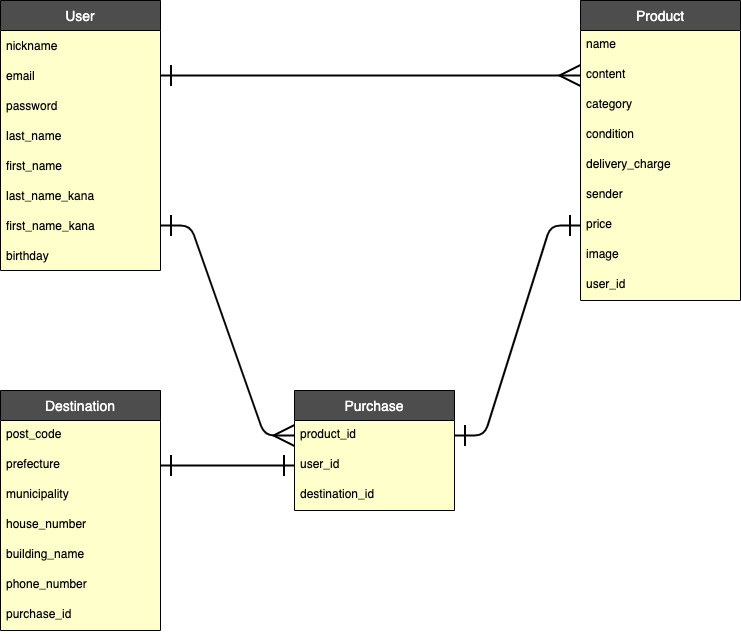 User
nickname
email
password
last_name
first_name
last_name_kana
first_name_kana
birthday
Product
name
content
category
condition
delivery_charge
sender
price
image
user_id
Destination
post_code
prefecture
municipality
house_number
building_name
phone_number
purchase_id
Purchase
product_id
user_id
destination_id